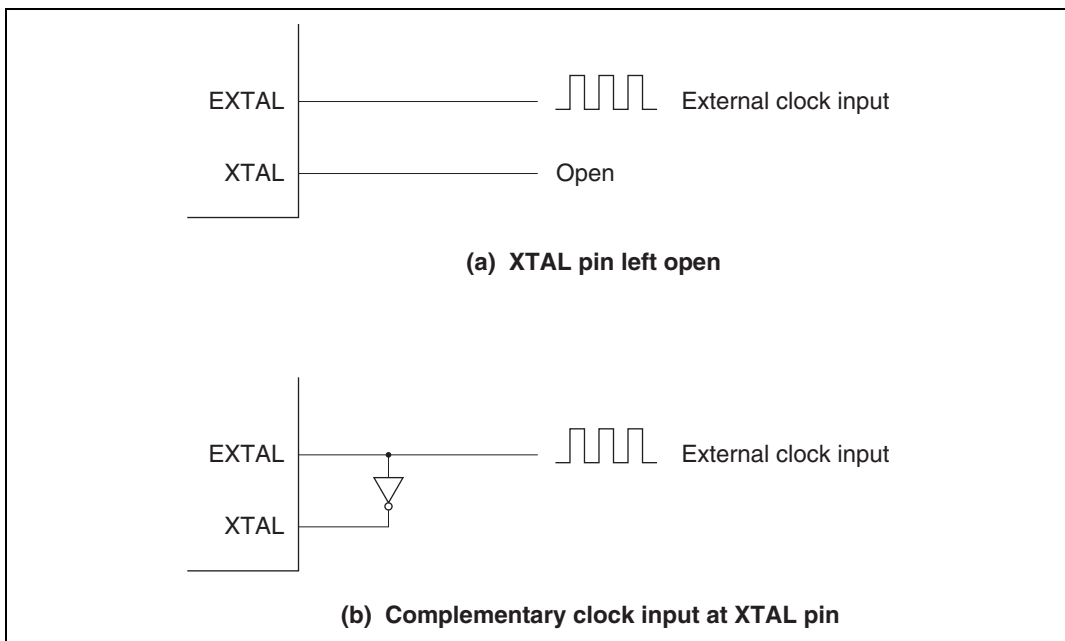 EXTAL
External clock input
XTAL
Open
(a) XTAL pin left open
EXTAL
External clock input
XTAL
(b) Complementary clock input at XTAL pin